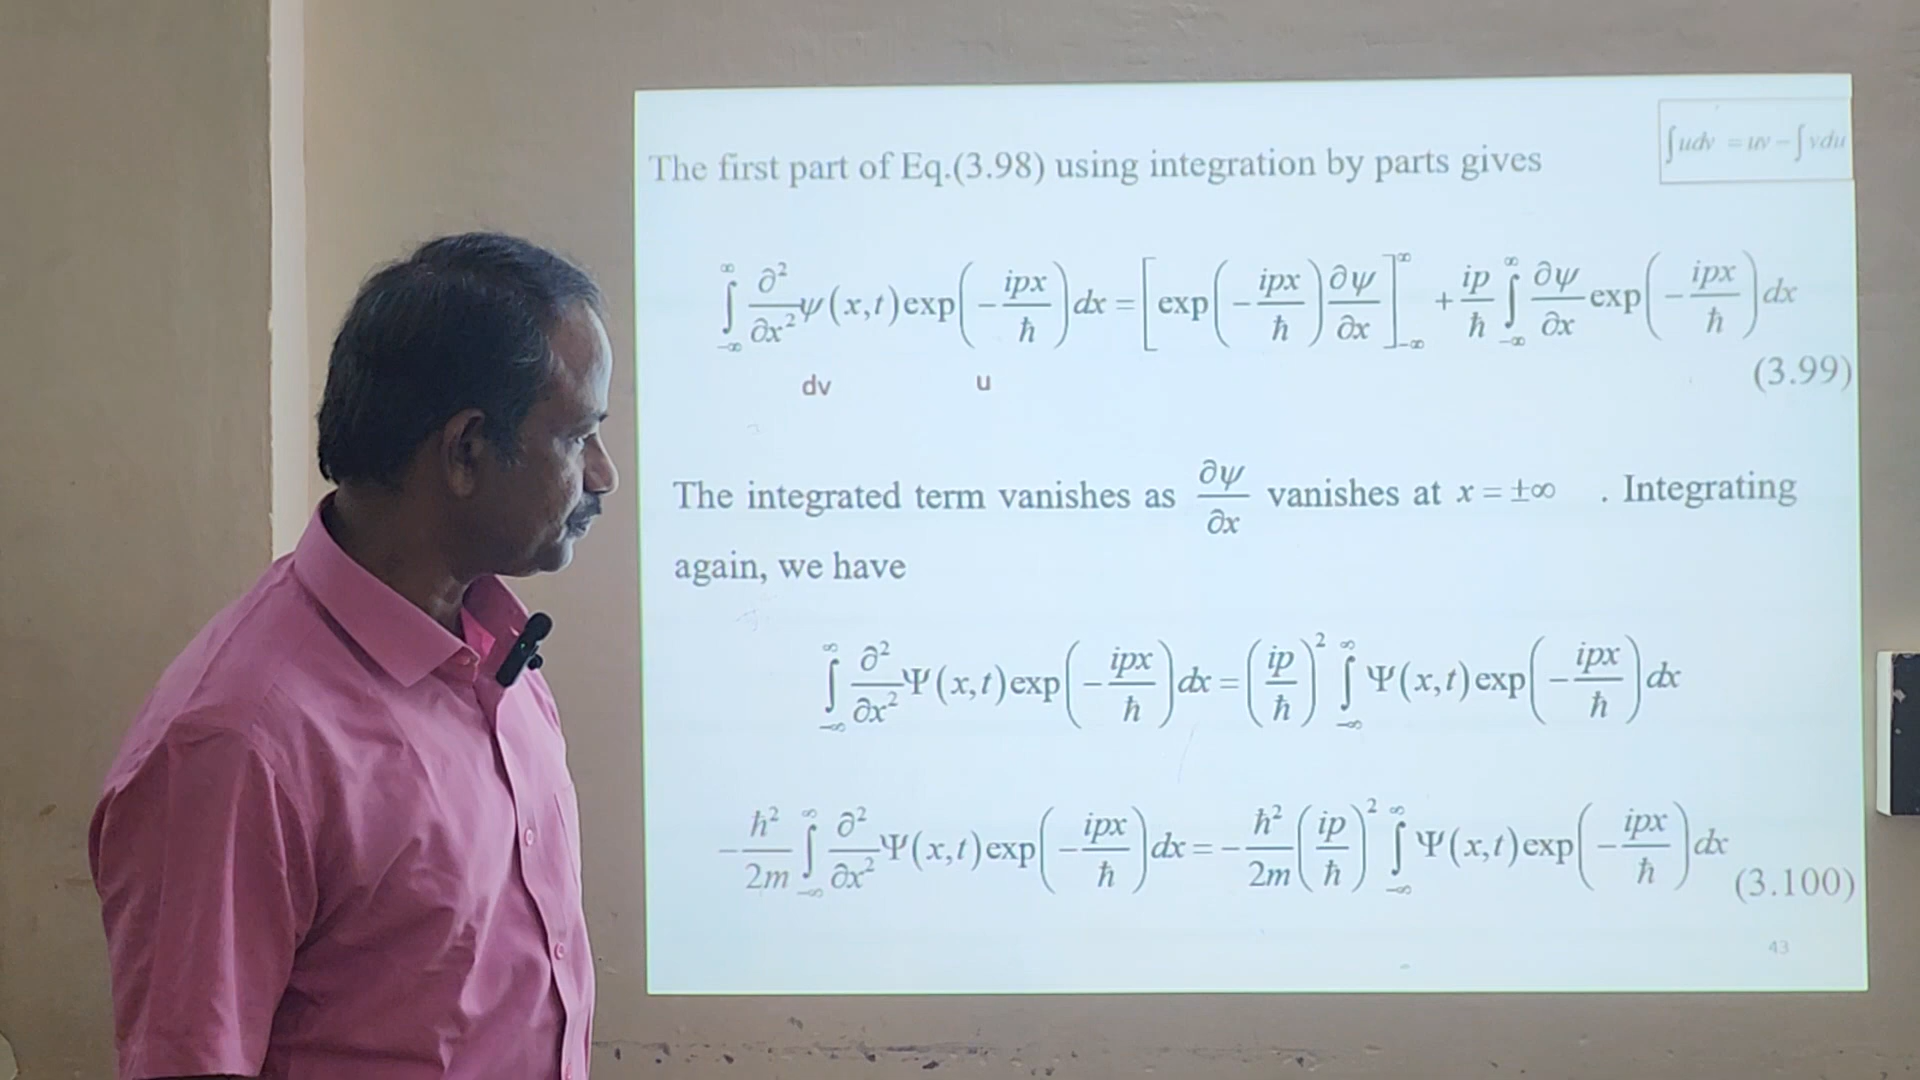 ∫udv = uv − ∫vdu
The first part of Eq.(3.98) using integration by parts gives
∫_{-∞}^{∞} ∂²/∂x² ψ(x,t) exp(−ipx/ħ) dx = [exp(−ipx/ħ) ∂ψ/∂x]_{-∞}^{∞} + ip/ħ ∫_{-∞}^{∞} ∂ψ/∂x exp(−ipx/ħ) dx
(3.99)
dv u
The integrated term vanishes as ∂ψ/∂x vanishes at x = ±∞ . Integrating
again, we have
∫_{-∞}^{∞} ∂²/∂x² Ψ(x,t) exp(−ipx/ħ) dx = (ip/ħ)² ∫_{-∞}^{∞} Ψ(x,t) exp(−ipx/ħ) dx
−ħ²/2m ∫_{-∞}^{∞} ∂²/∂x² Ψ(x,t) exp(−ipx/ħ) dx = −ħ²/2m (ip/ħ)² ∫_{-∞}^{∞} Ψ(x,t) exp(−ipx/ħ) dx
(3.100)
43